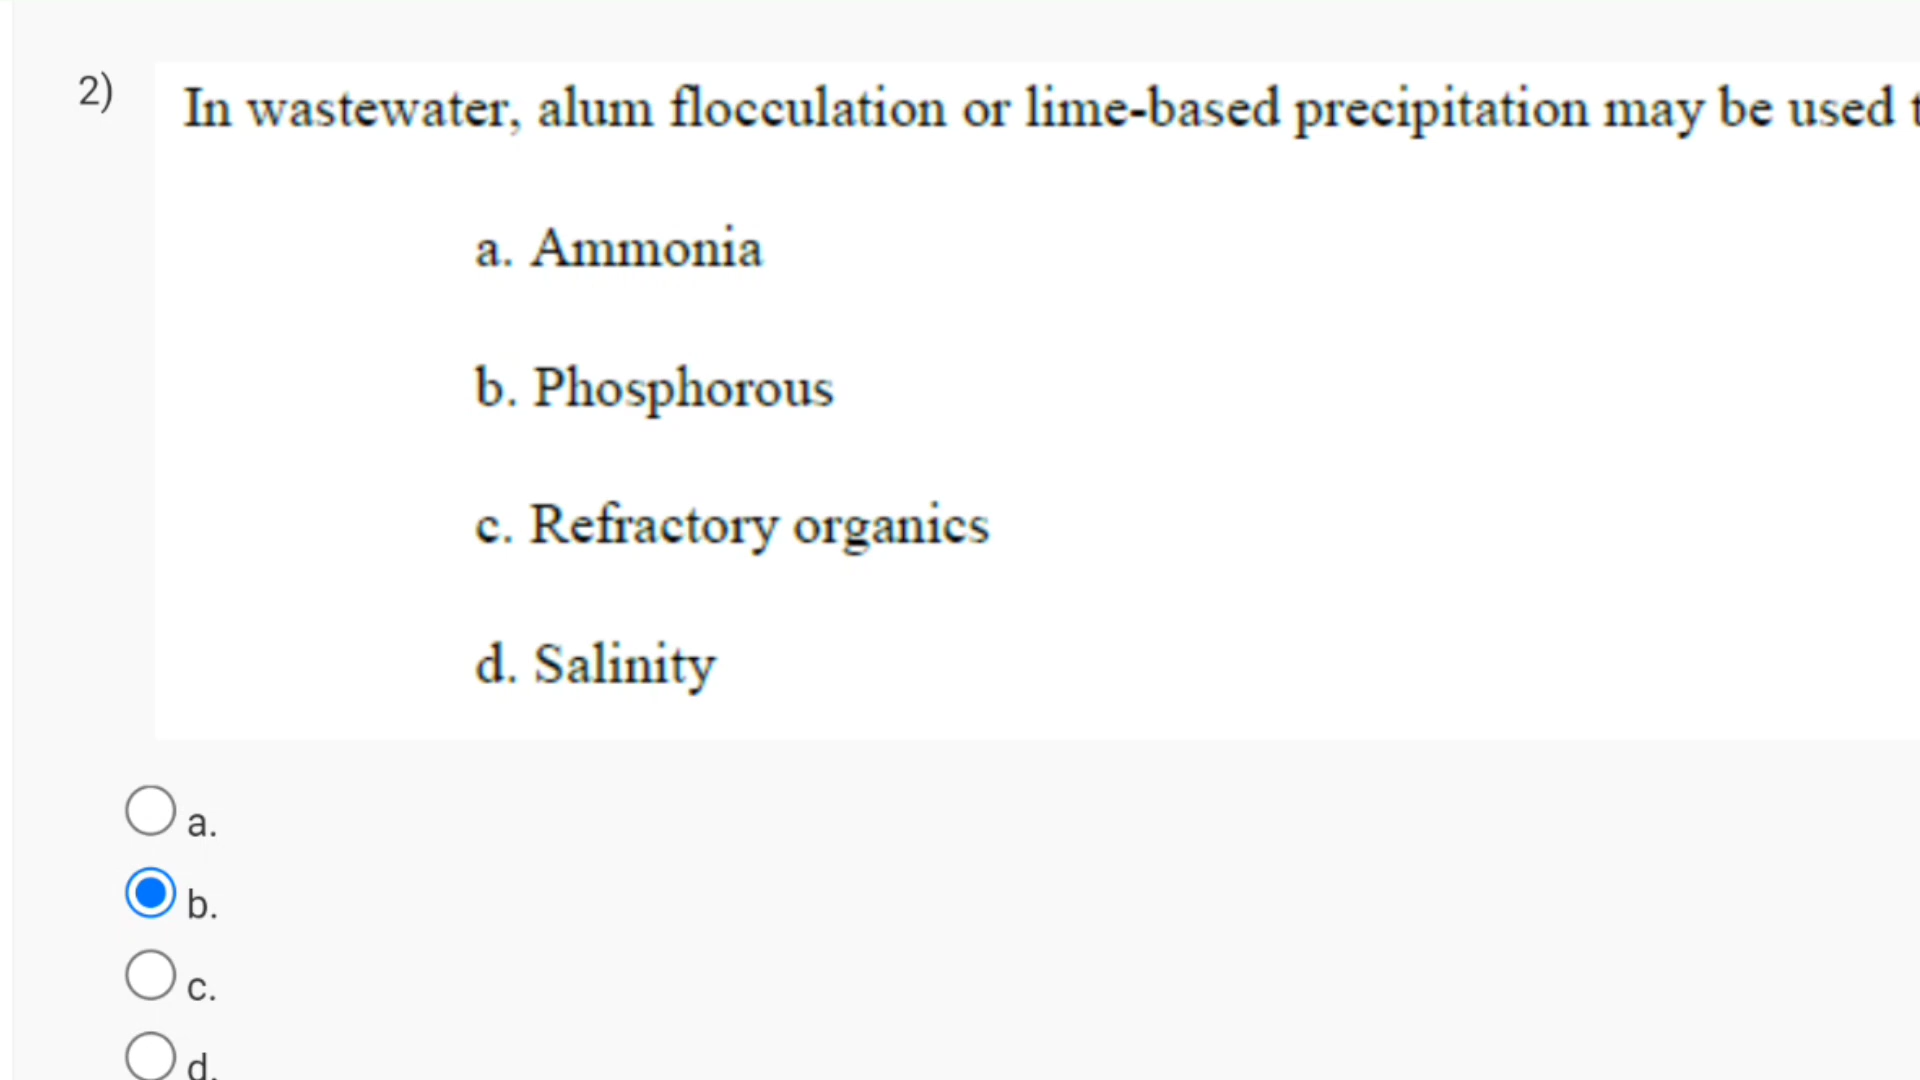 2)
In wastewater, alum flocculation or lime-based precipitation may be used
a. Ammonia
b. Phosphorous
c. Refractory organics
d. Salinity
a.
b.
c.
d.